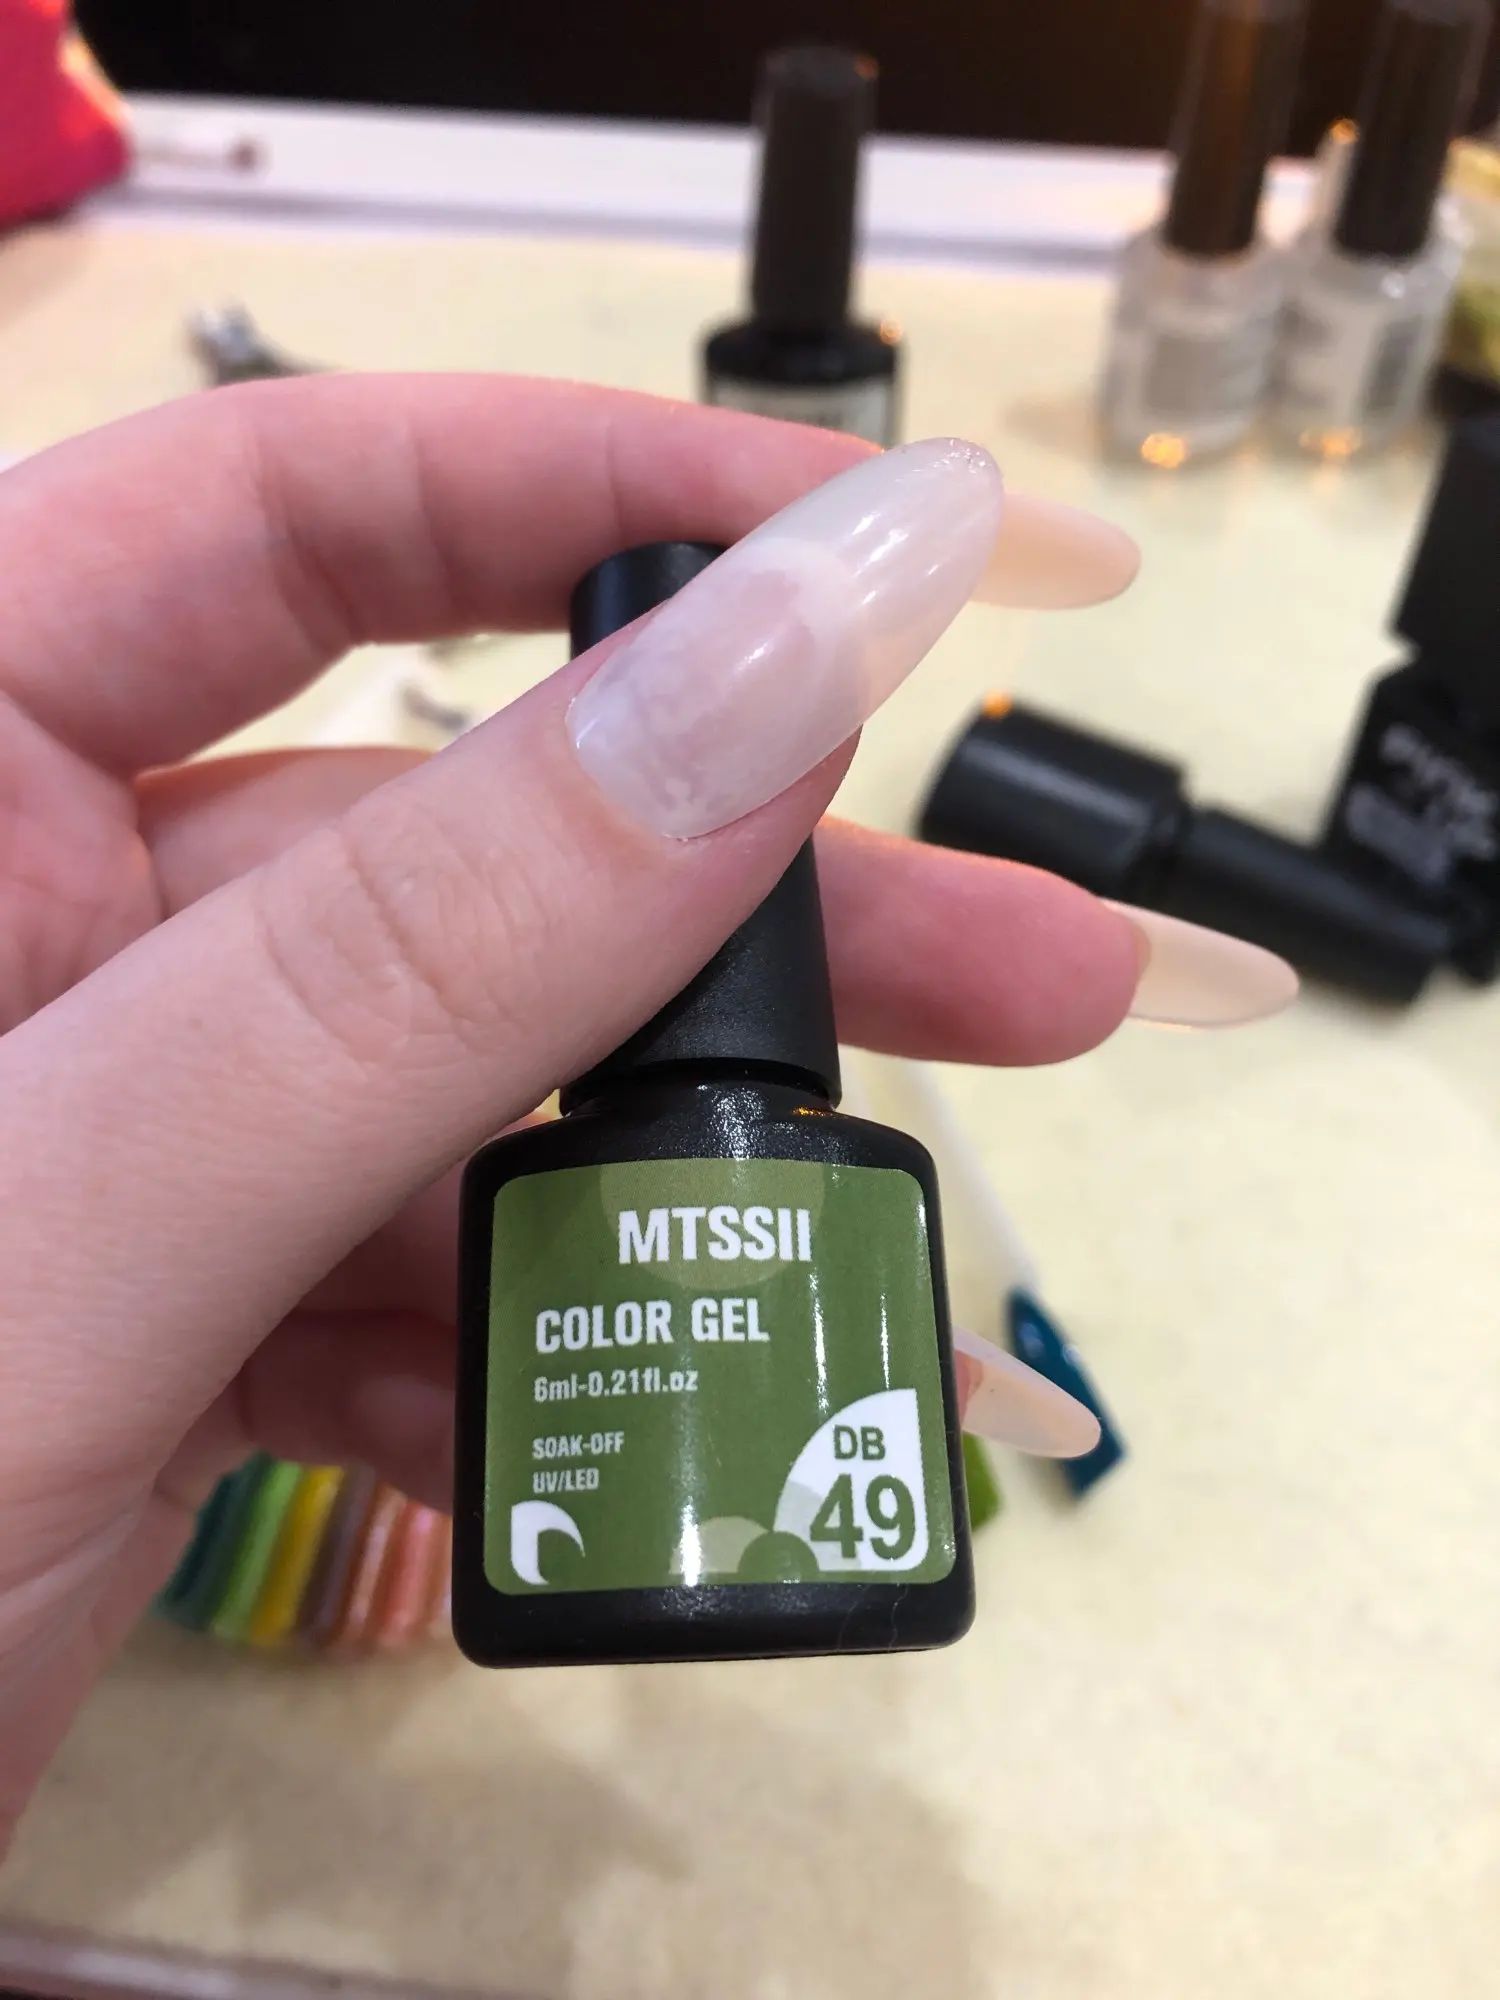 MTSSII
COLOR GEL
6ml-0.21fl.oz
SOAK-OFF
UV/LED
DB
49